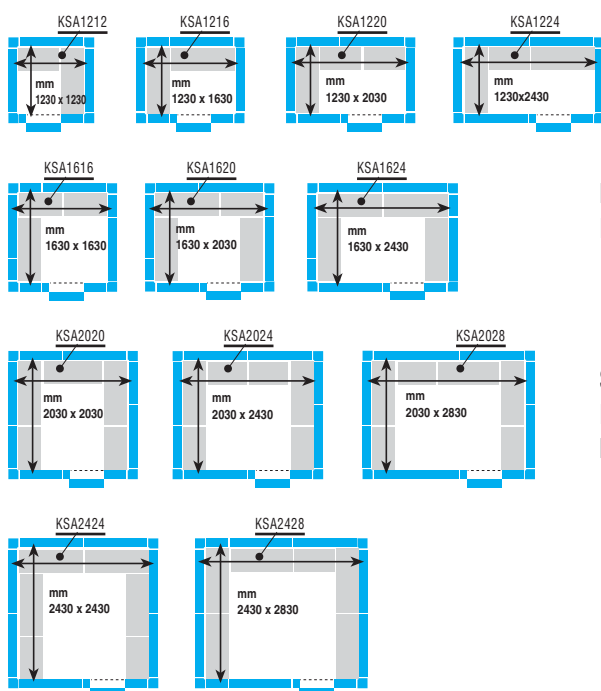 KSA1212
KSA1216
KSA1220
KSA1224
mm
1230 x 1230
mm
1230 x 1630
mm
1230 x 2030
mm
1230x2430
KSA1616
KSA1620
KSA1624
mm
1630 x 1630
mm
1630 x 2030
mm
1630 x 2430
KSA2020
KSA2024
KSA2028
mm
2030 x 2030
mm
2030 x 2430
mm
2030 x 2830
KSA2424
KSA2428
mm
2430 x 2430
mm
2430 x 2830